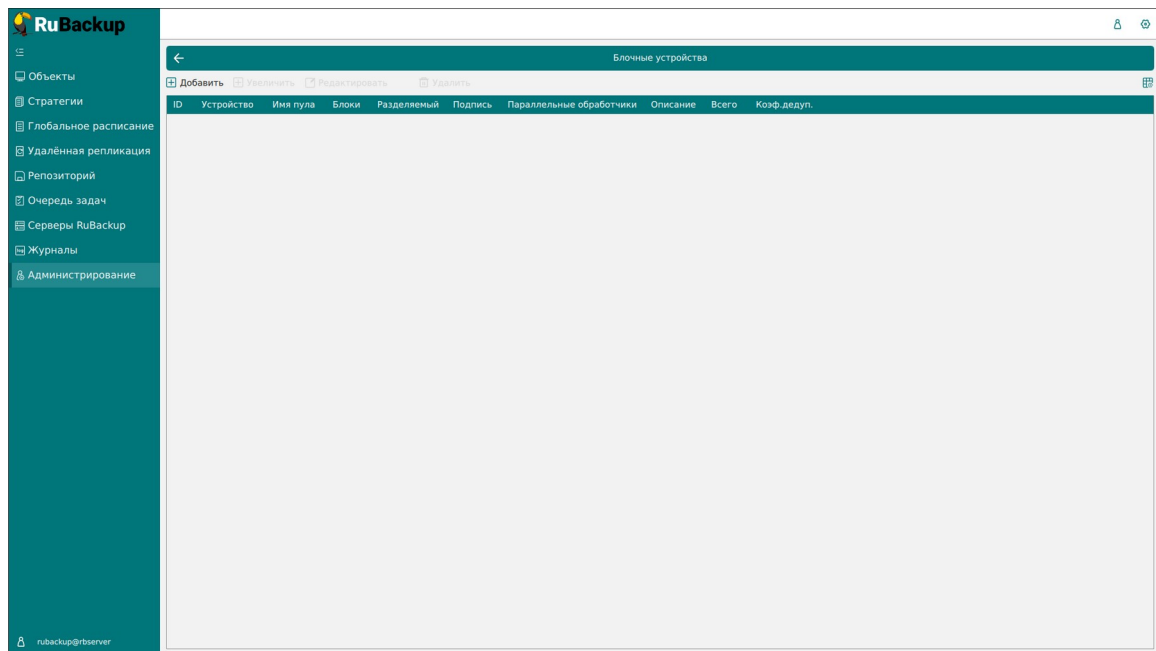 RuBackup
Блочные устройства
Добавить Увеличить Редактировать Удалить
ID Устройство Имя пула Блоки Разделяемый Подпись Параллельные обработчики Описание Всего Коэф.дедуп.
Объекты
Стратегии
Глобальное расписание
Удалённая репликация
Репозиторий
Очередь задач
Серверы RuBackup
Журналы
Администрирование
rubackup@rbserver